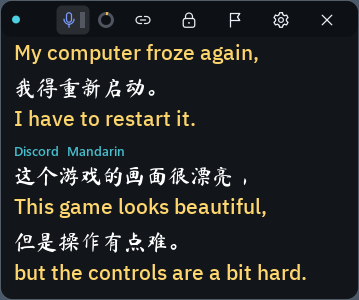 My computer froze again,
我得重新启动。
I have to restart it.
Discord Mandarin
这个游戏的画面很漂亮，
This game looks beautiful,
但是操作有点难。
but the controls are a bit hard.